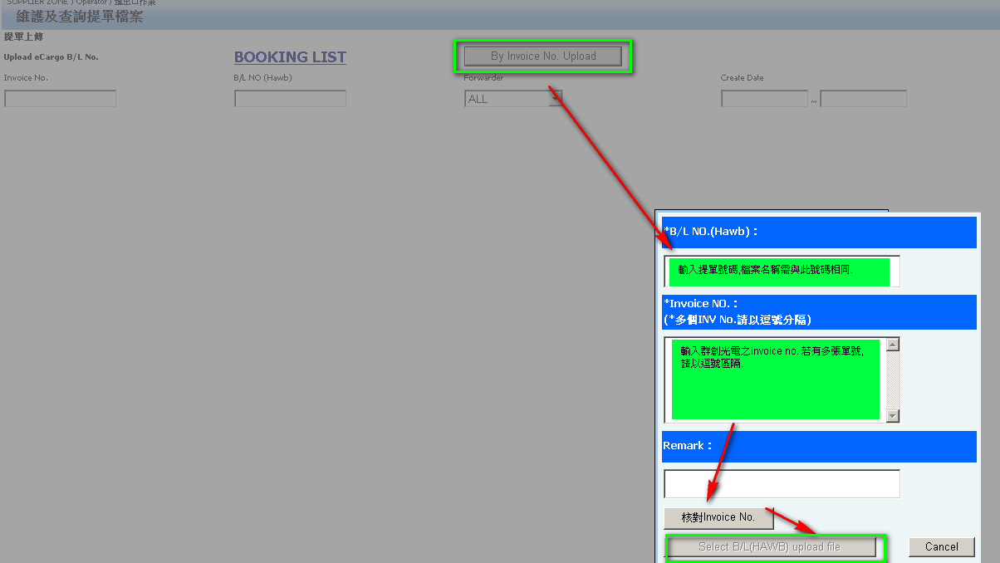 SUPPLIER ZONE / Operator / 進出口作業
維護及查詢提單檔案
提單上傳
Upload eCargo B/L No.
BOOKING LIST
By Invoice No. Upload
Invoice No.
B/L NO (Hawb)
Forwarder
Create Date
ALL
~
*B/L NO.(Hawb)：
輸入提單號碼,檔案名稱需與此號碼相同.
*Invoice NO.：
(*多個INV No.請以逗號分隔)
輸入群創光電之invoice no. 若有多張單號,
請以逗號區隔.
Remark：
核對Invoice No.
Select B/L(HAWB) upload file
Cancel